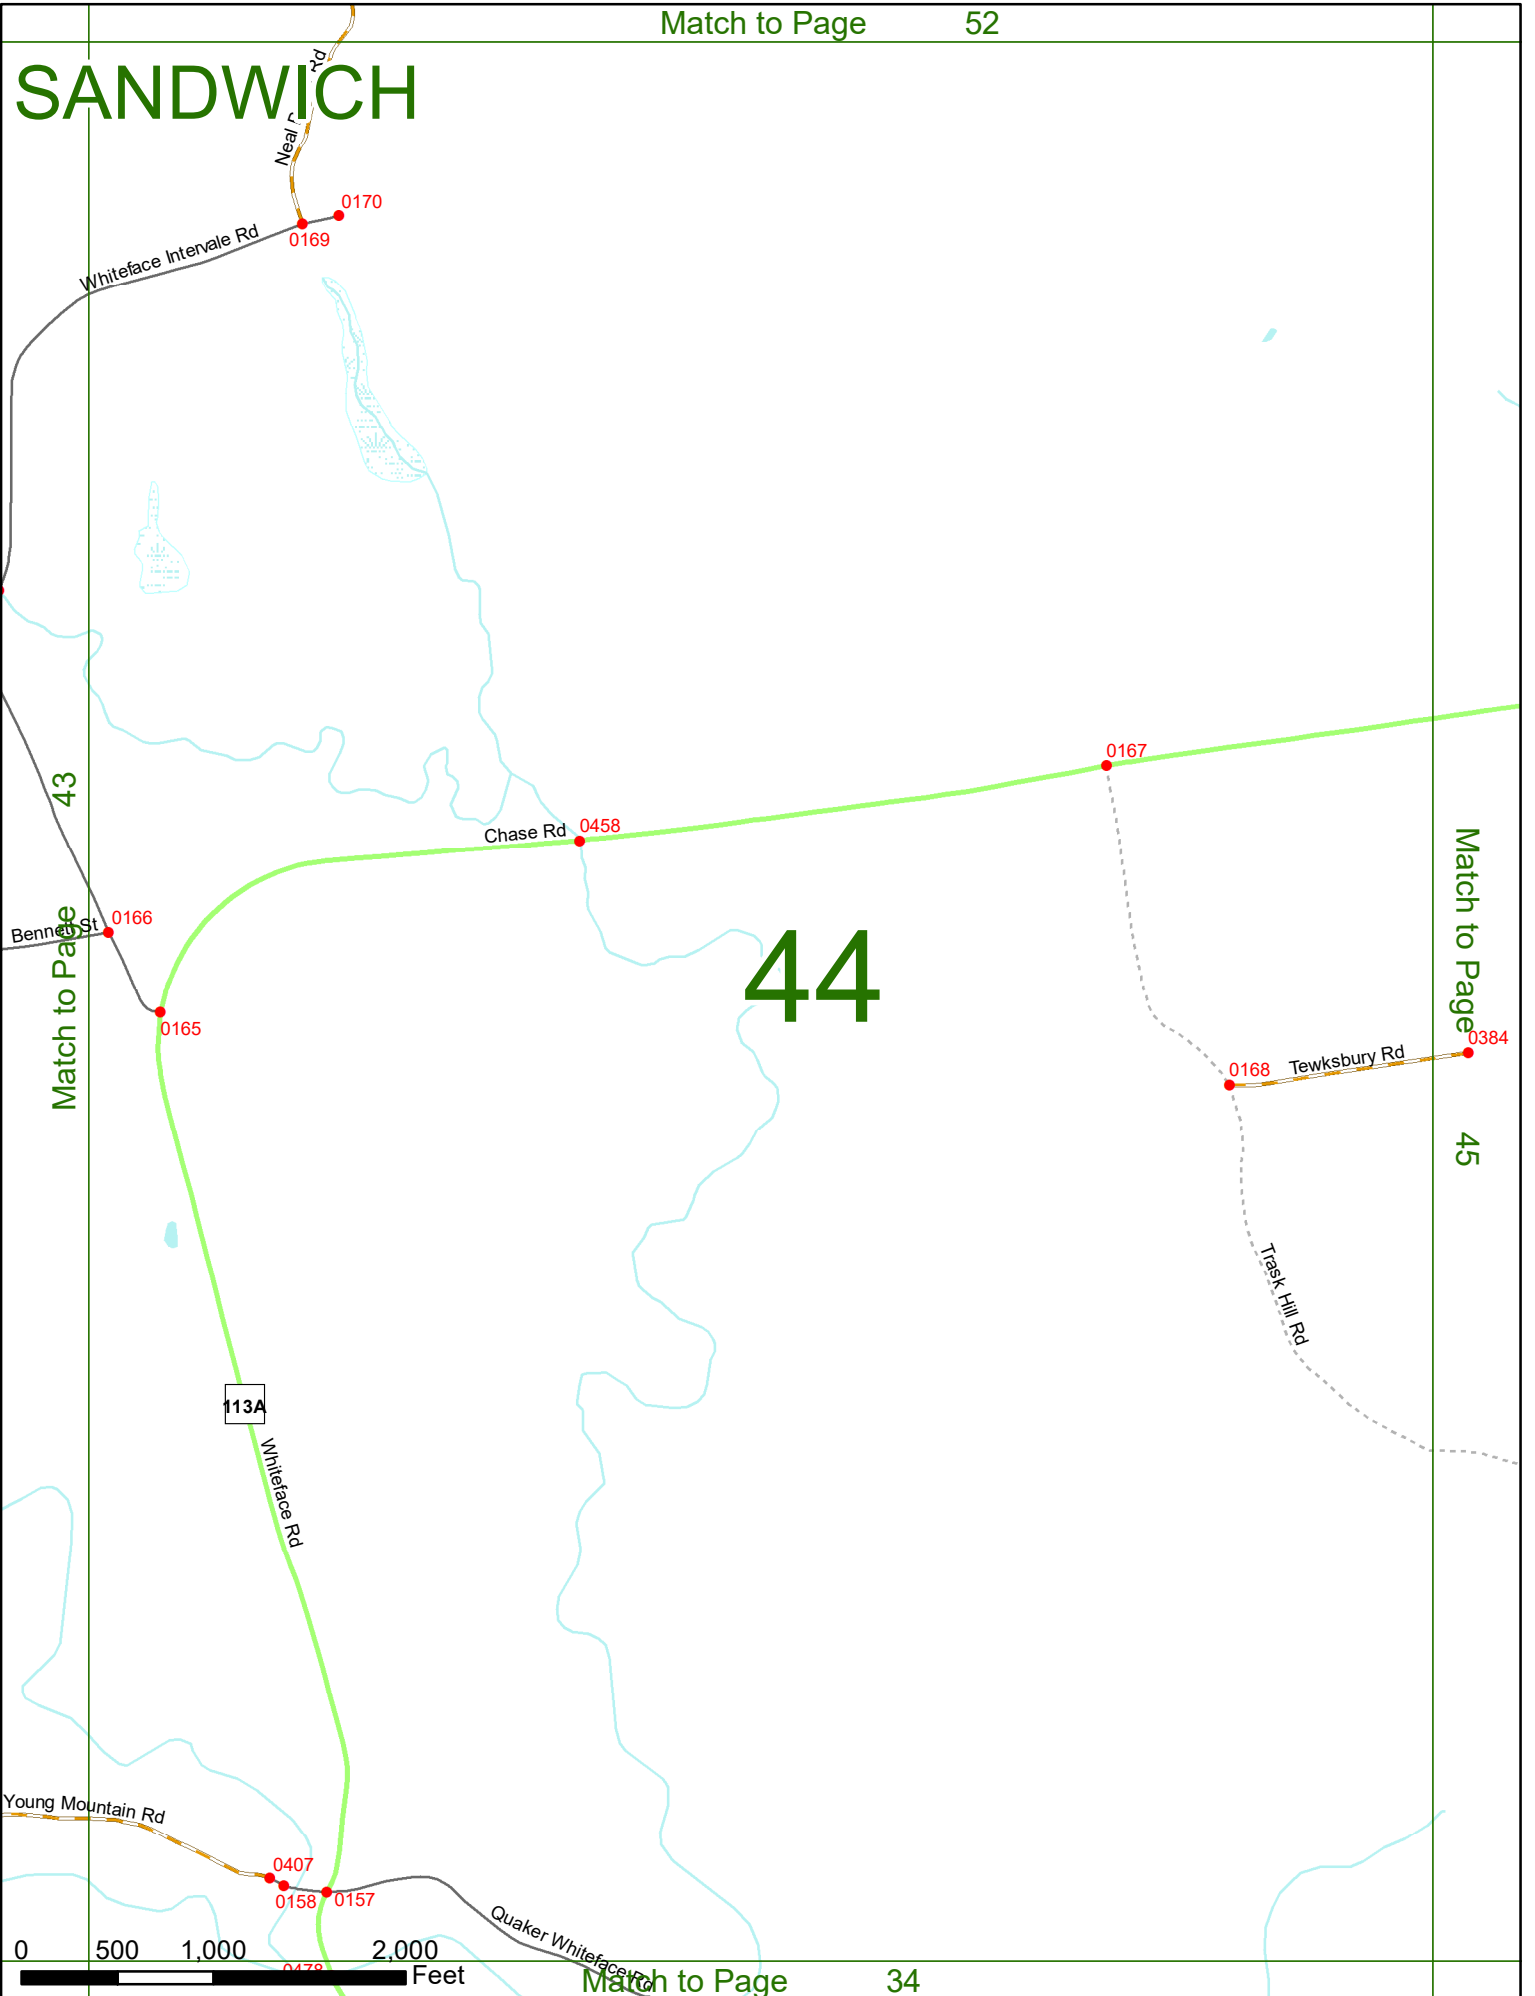 Match to Page 52
SANDWICH
Neal Rd
0170
0169
Whiteface Intervale Rd
0167
Match to Page 43
Chase Rd
0458
Match to Page 45
Bennett St
0166
44
0165
0384
Tewksbury Rd
0168
Trask Hill Rd
113A
Whiteface Rd
Young Mountain Rd
0407
0158
0157
Quaker Whiteface Rd
0 500 1,000 2,000
Feet
0478
Match to Page 34